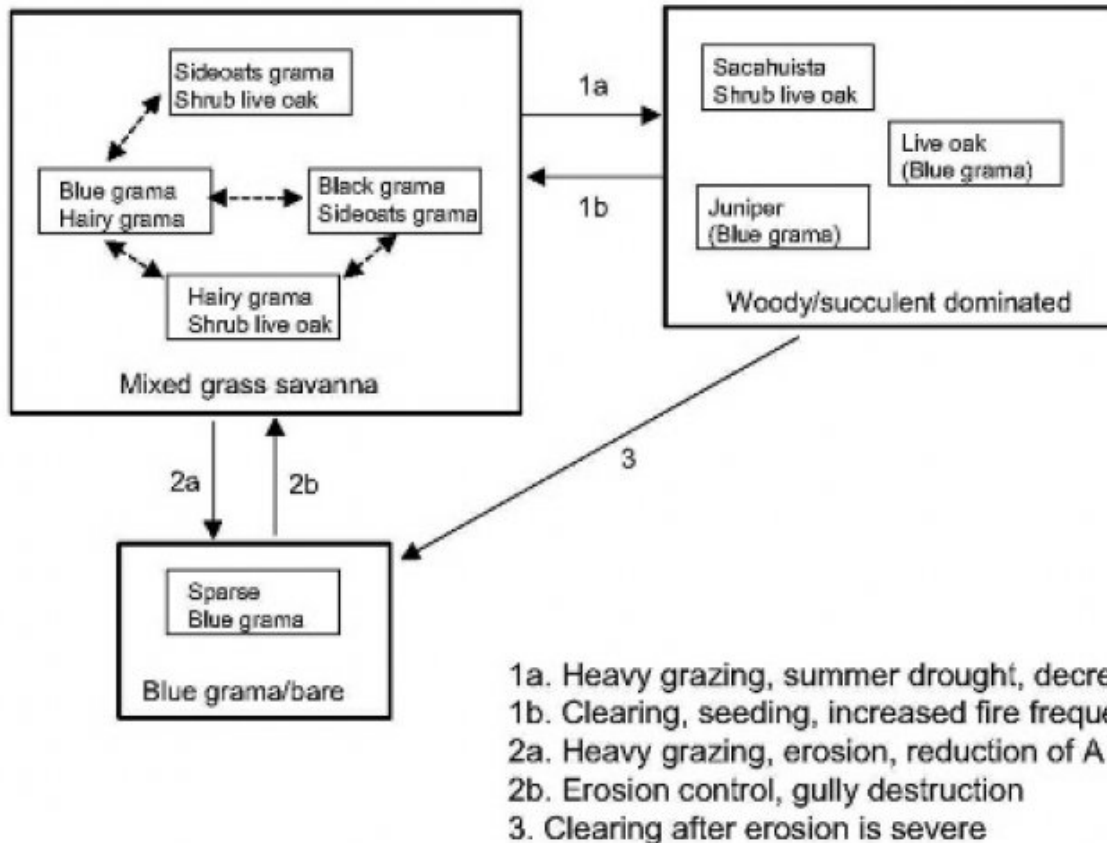 Sideoats grama
Shrub live oak
Blue grama
Hairy grama
Black grama
Sideoats grama
Hairy grama
Shrub live oak
Mixed grass savanna
1a
1b
Sacahuista
Shrub live oak
Live oak
(Blue grama)
Juniper
(Blue grama)
Woody/succulent dominated
2a
2b
3
Sparse
Blue grama
Blue grama/bare
1a. Heavy grazing, summer drought,
1b. Clearing, seeding, increased fire
2a. Heavy grazing, erosion, reduction of A
2b. Erosion control, gully destruction
3. Clearing after erosion is severe